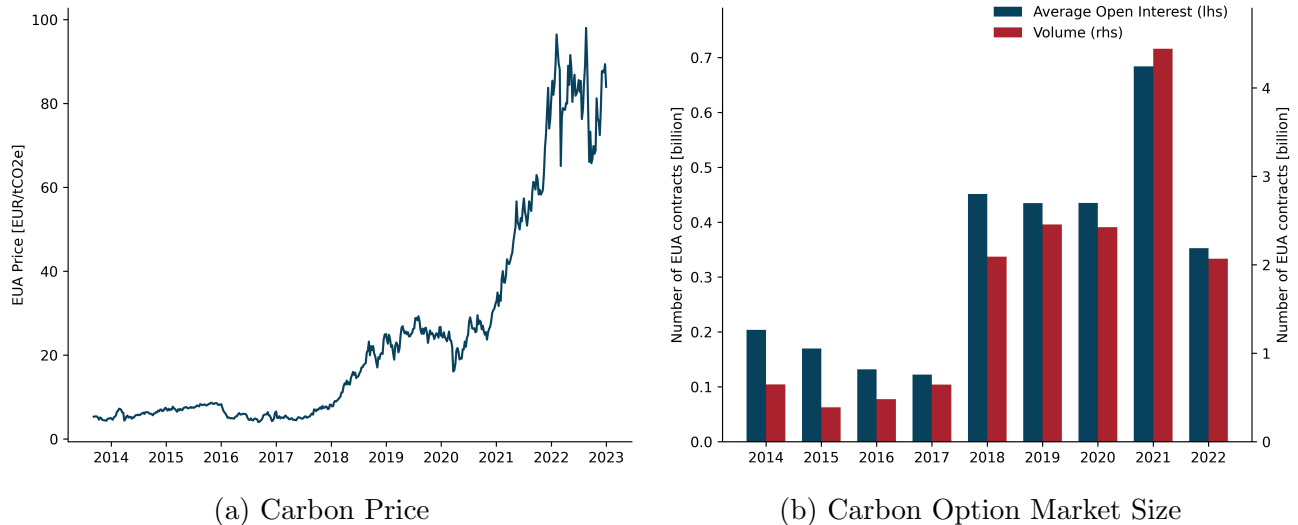 EUA Price [EUR/tCO2e]
100
80
60
40
20
0
2014 2015 2016 2017 2018 2019 2020 2021 2022 2023
(a) Carbon Price
Average Open Interest (lhs)
Volume (rhs)
Number of EUA contracts [billion]
0.7
0.6
0.5
0.4
0.3
0.2
0.1
0.0
4
3
2
1
0
Number of EUA contracts [billion]
2014 2015 2016 2017 2018 2019 2020 2021 2022
(b) Carbon Option Market Size